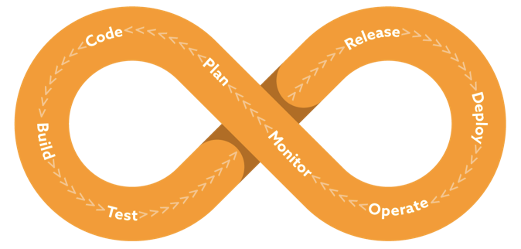 Plan
Code
Build
Test
Release
Deploy
Operate
Monitor